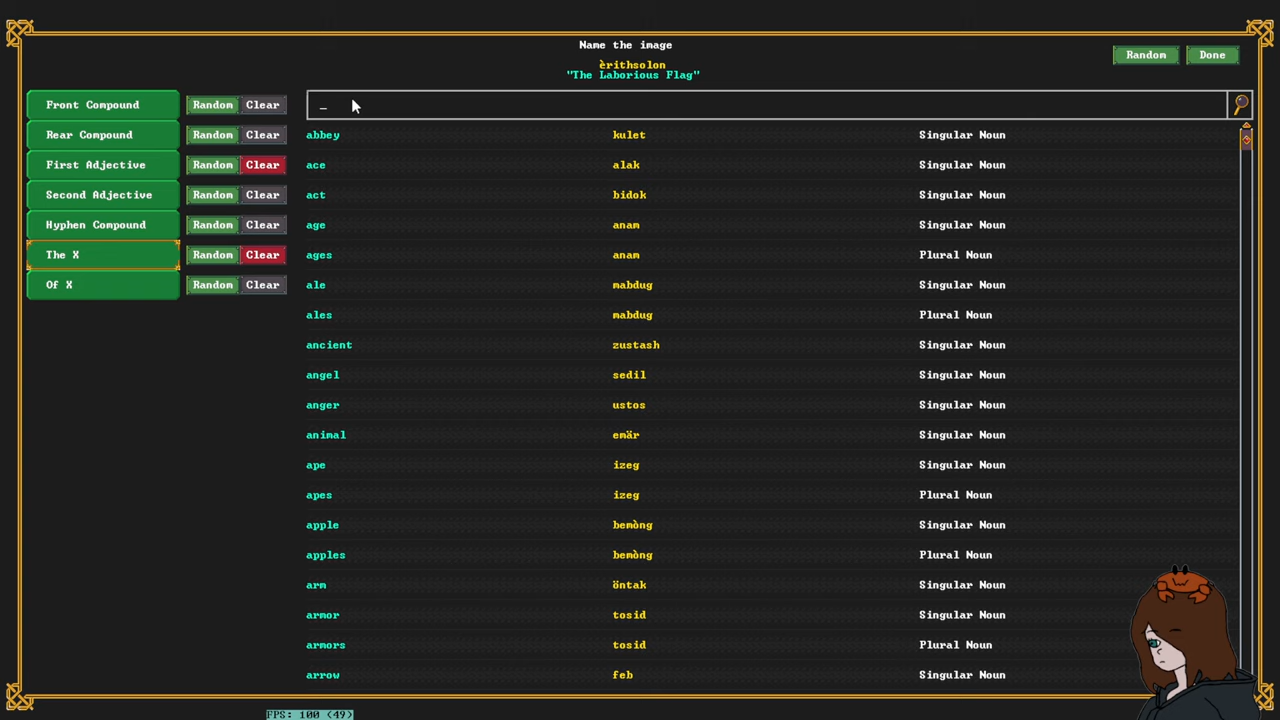 Name the image
èrithsolon
"The Laborious Flag"
Random Done
Front Compound Random Clear
Rear Compound Random Clear
First Adjective Random Clear
Second Adjective Random Clear
Hyphen Compound Random Clear
The X Random Clear
Of X Random Clear
_
abbey kulet Singular Noun
ace alak Singular Noun
act bidok Singular Noun
age anam Singular Noun
ages anam Plural Noun
ale mabdug Singular Noun
ales mabdug Plural Noun
ancient zustash Singular Noun
angel sedil Singular Noun
anger ustos Singular Noun
animal emär Singular Noun
ape izeg Singular Noun
apes izeg Plural Noun
apple bemòng Singular Noun
apples bemòng Plural Noun
arm öntak Singular Noun
armor tosid Singular Noun
armors tosid Plural Noun
arrow feb Singular Noun
FPS: 100 (49)